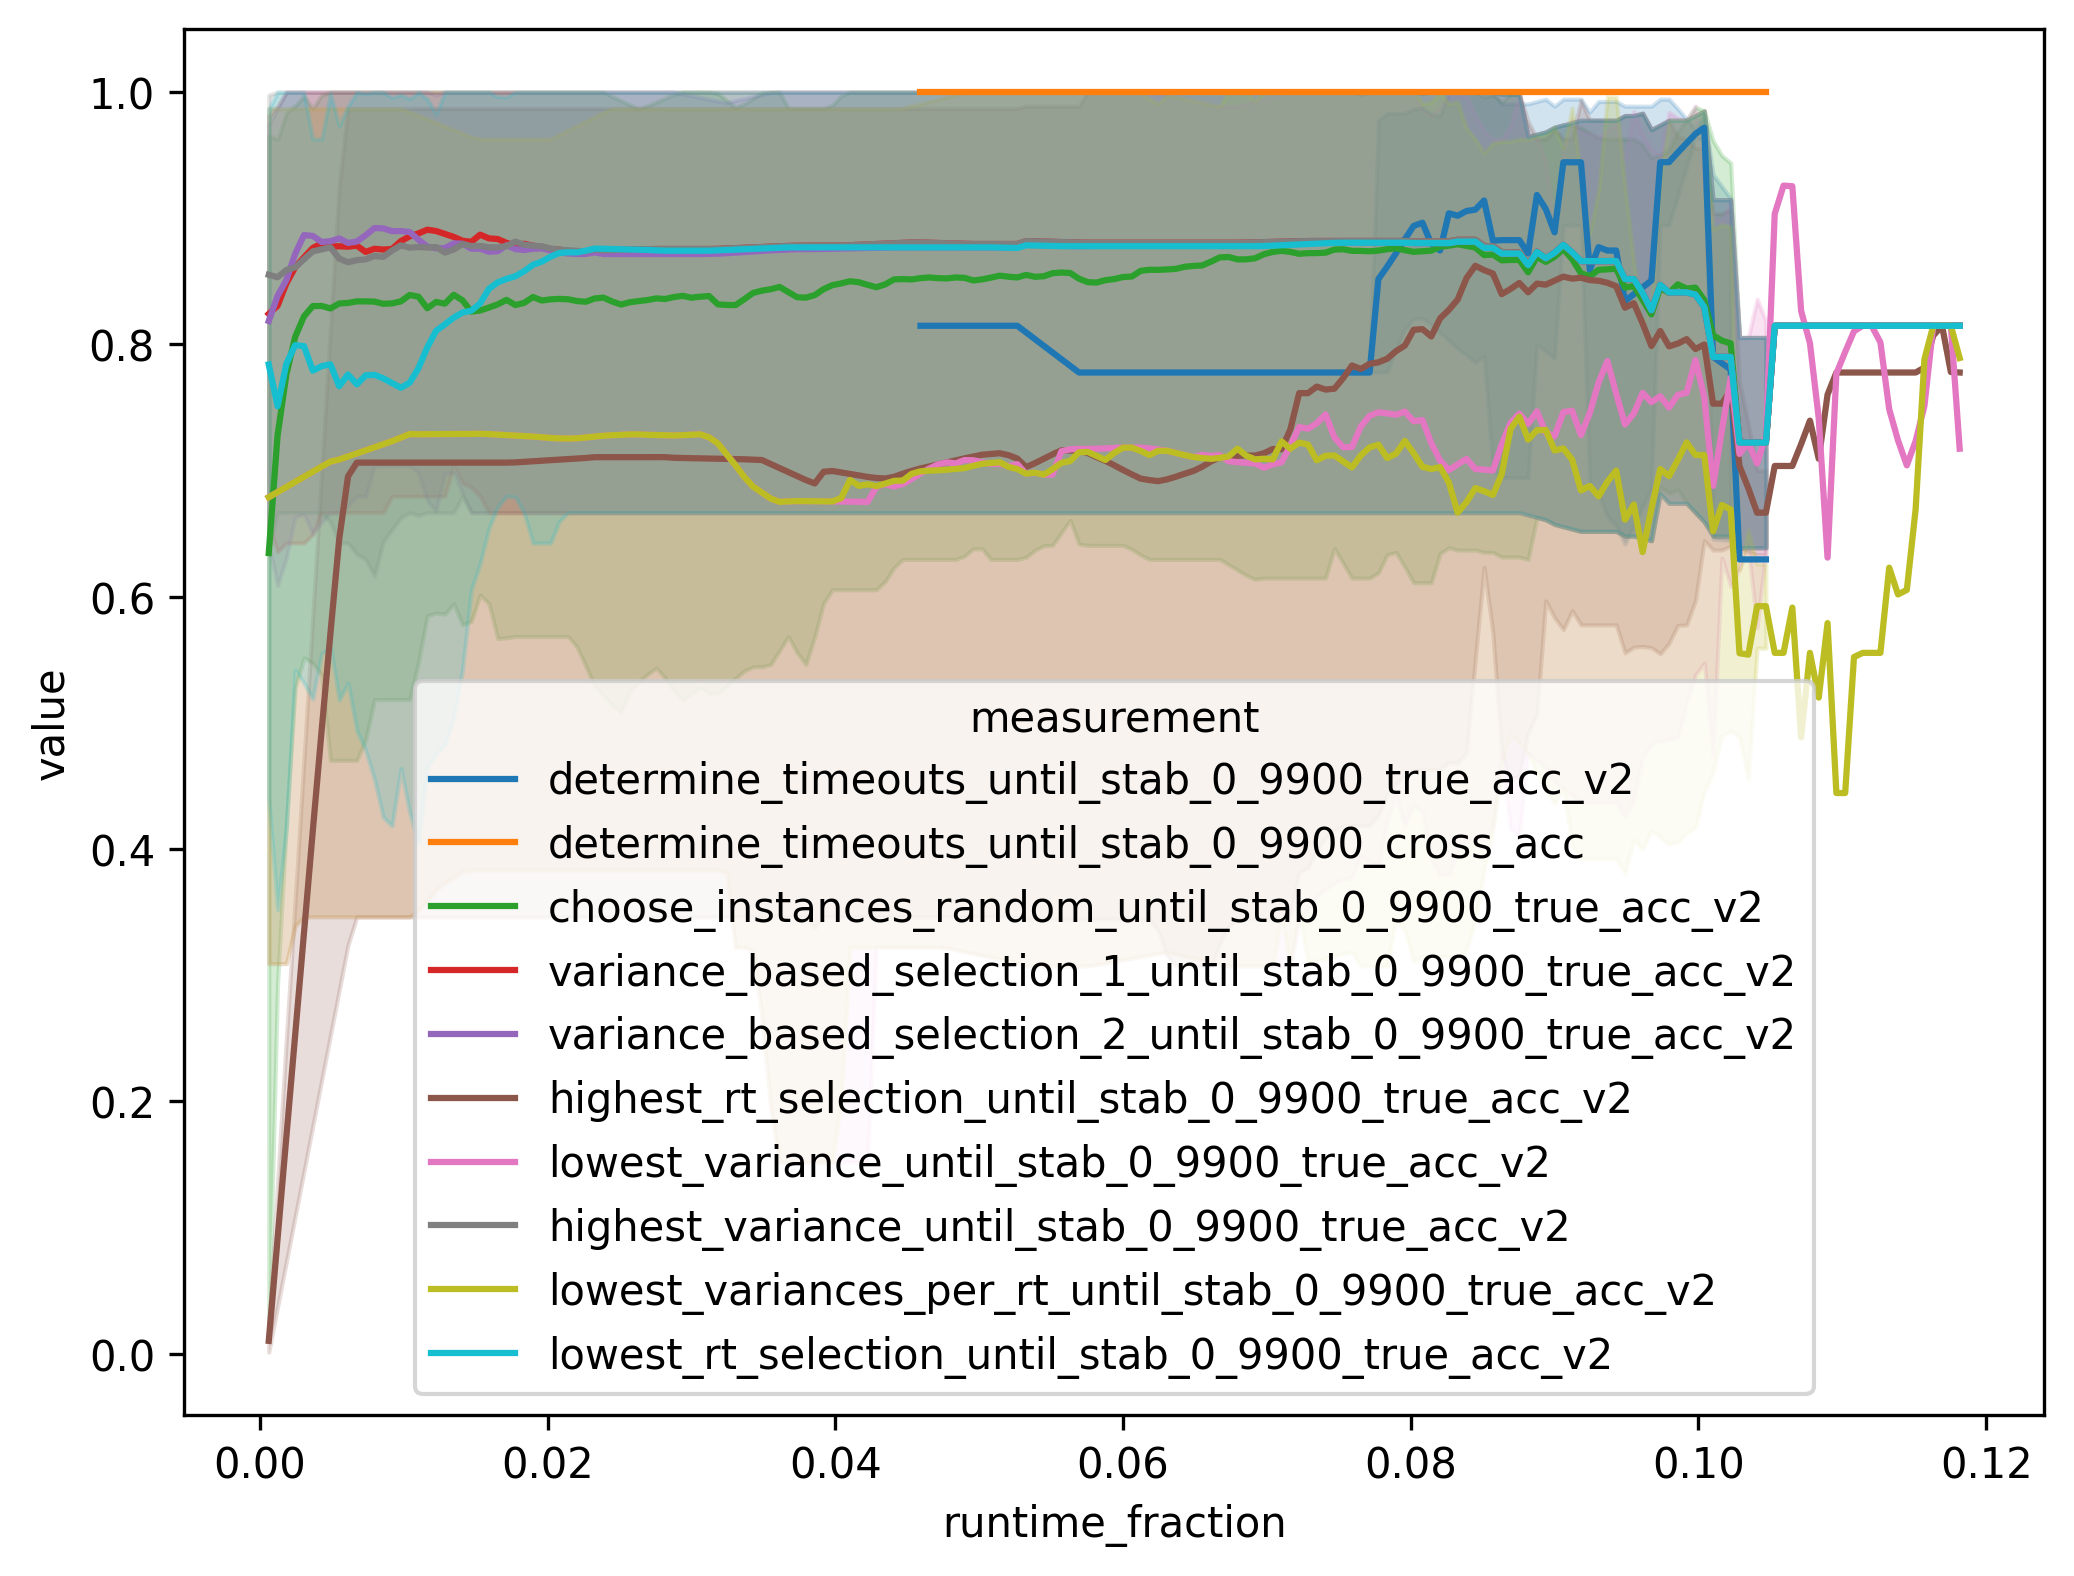 1.0
0.8
0.6
0.4
0.2
0.0
value
measurement
determine_timeouts_until_stab_0_9900_true_acc_v2
determine_timeouts_until_stab_0_9900_cross_acc
choose_instances_random_until_stab_0_9900_true_acc_v2
variance_based_selection_1_until_stab_0_9900_true_acc_v2
variance_based_selection_2_until_stab_0_9900_true_acc_v2
highest_rt_selection_until_stab_0_9900_true_acc_v2
lowest_variance_until_stab_0_9900_true_acc_v2
highest_variance_until_stab_0_9900_true_acc_v2
lowest_variances_per_rt_until_stab_0_9900_true_acc_v2
lowest_rt_selection_until_stab_0_9900_true_acc_v2
0.00 0.02 0.04 0.06 0.08 0.10 0.12
runtime_fraction